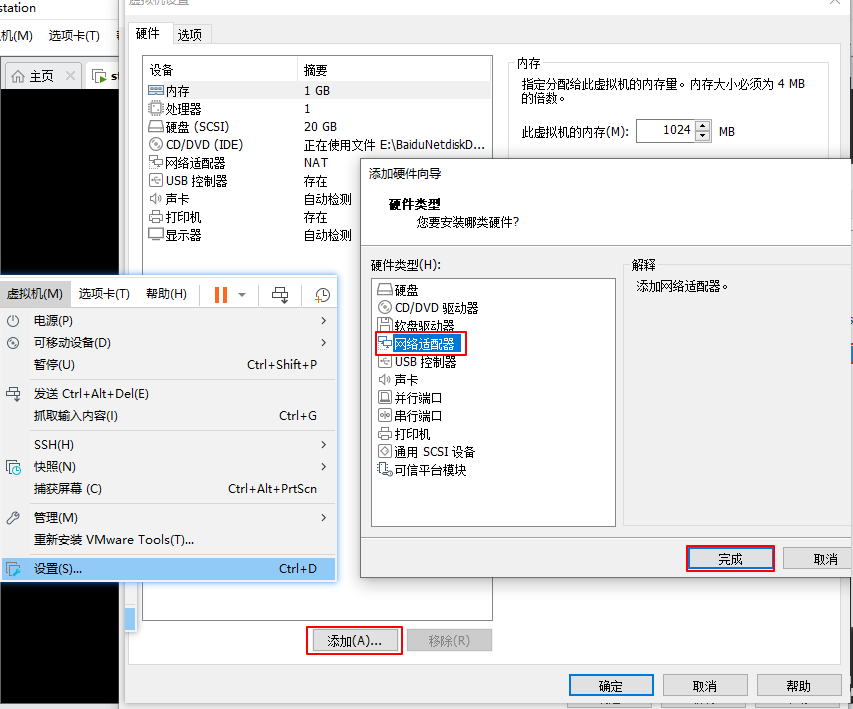 station
虚拟机设置
机(M) 选项卡(T)
硬件 选项
主页
设备 摘要
内存 1 GB
处理器 1
硬盘 (SCSI) 20 GB
CD/DVD (IDE) 正在使用文件 E:\BaiduNetdiskD...
网络适配器 NAT
USB 控制器 存在
声卡 自动检测
打印机 存在
显示器 自动检测
内存
指定分配给此虚拟机的内存量。内存大小必须为 4 MB
的倍数。
此虚拟机的内存(M): 1024 MB
添加硬件向导
硬件类型
您要安装哪类硬件?
硬件类型(H):
硬盘
CD/DVD 驱动器
软盘驱动器
网络适配器
USB 控制器
声卡
并行端口
串行端口
打印机
通用 SCSI 设备
可信平台模块
解释
添加网络适配器。
完成 取消
虚拟机(M) 选项卡(T) 帮助(H)
电源(P)
可移动设备(D)
暂停(U) Ctrl+Shift+P
发送 Ctrl+Alt+Del(E)
抓取输入内容(I) Ctrl+G
SSH(H)
快照(N)
捕获屏幕 (C) Ctrl+Alt+PrtScn
管理(M)
重新安装 VMware Tools(T)...
设置(S)... Ctrl+D
添加(A)... 移除(R)
确定 取消 帮助